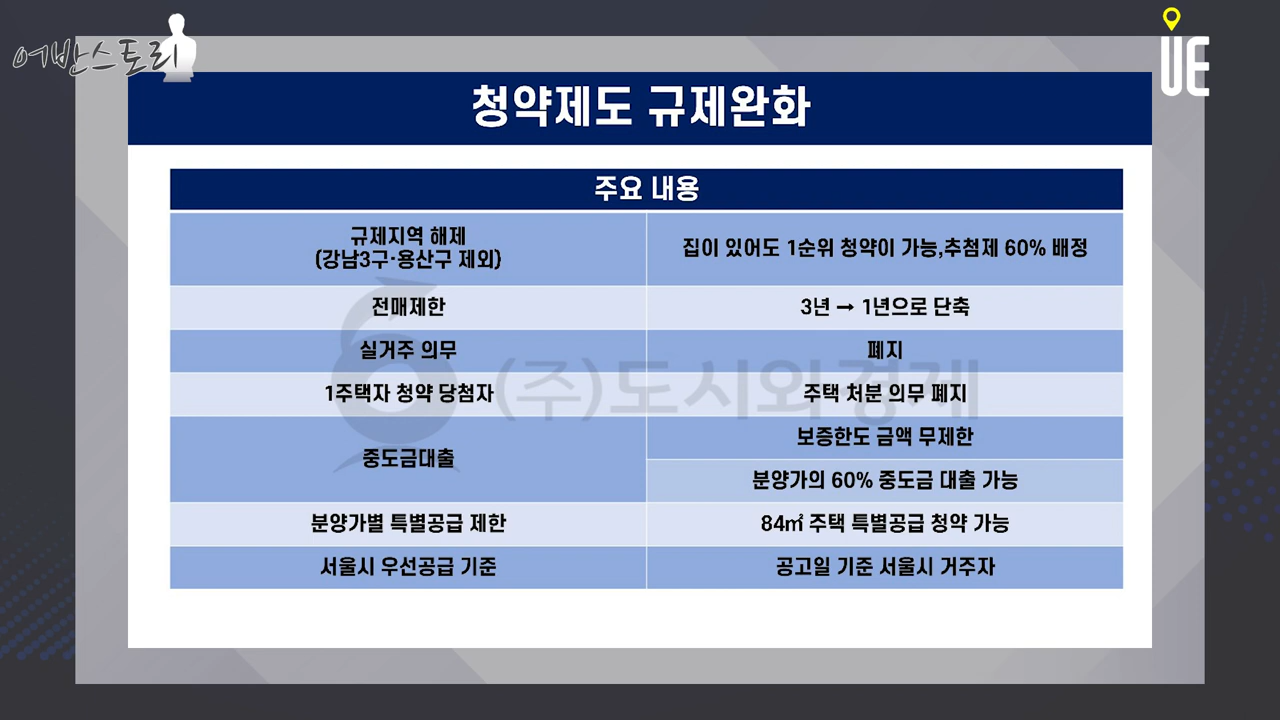 어반스토리
UE
청약제도 규제완화
주요 내용
규제지역 해제
(강남3구·용산구 제외)
집이 있어도 1순위 청약이 가능,추첨제 60% 배정
전매제한
3년 → 1년으로 단축
실거주 의무
폐지
1주택자 청약 당첨자
주택 처분 의무 폐지
중도금대출
보증한도 금액 무제한
분양가의 60% 중도금 대출 가능
분양가별 특별공급 제한
84㎡ 주택 특별공급 청약 가능
서울시 우선공급 기준
공고일 기준 서울시 거주자
(주)도시와경제